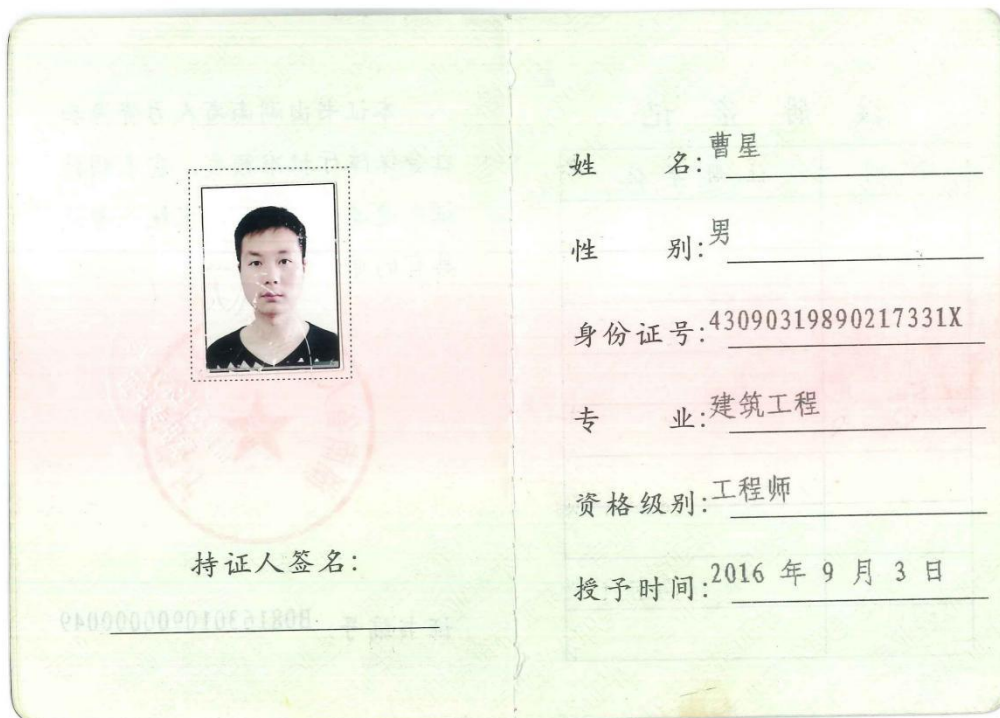 姓 名: 曹星
性 别: 男
身份证号: 43090319890217331X
专 业: 建筑工程
资格级别: 工程师
授予时间: 2016 年 9 月 3 日
持证人签名: